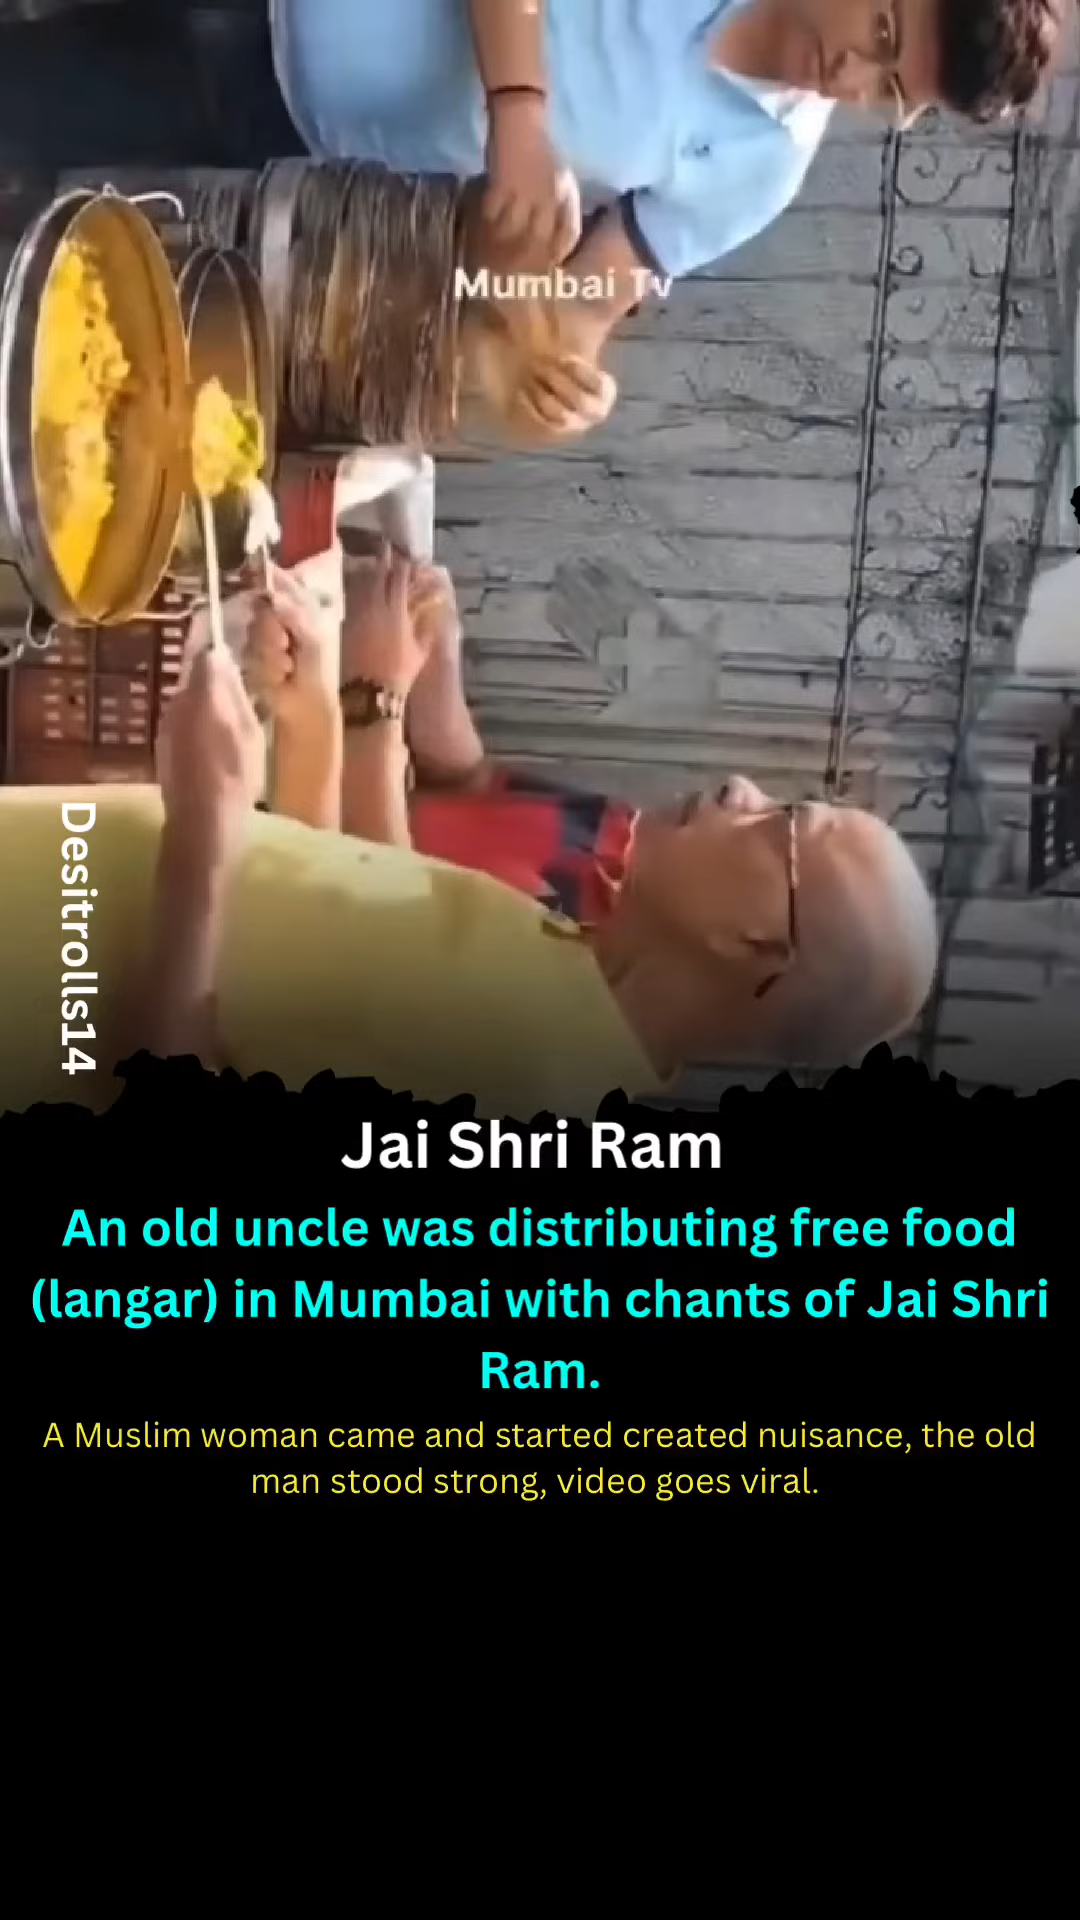 Mumbai Tv
Desitrolls14
Jai Shri Ram
An old uncle was distributing free food
(langar) in Mumbai with chants of Jai Shri
Ram.
A Muslim woman came and started created nuisance, the old
man stood strong, video goes viral.